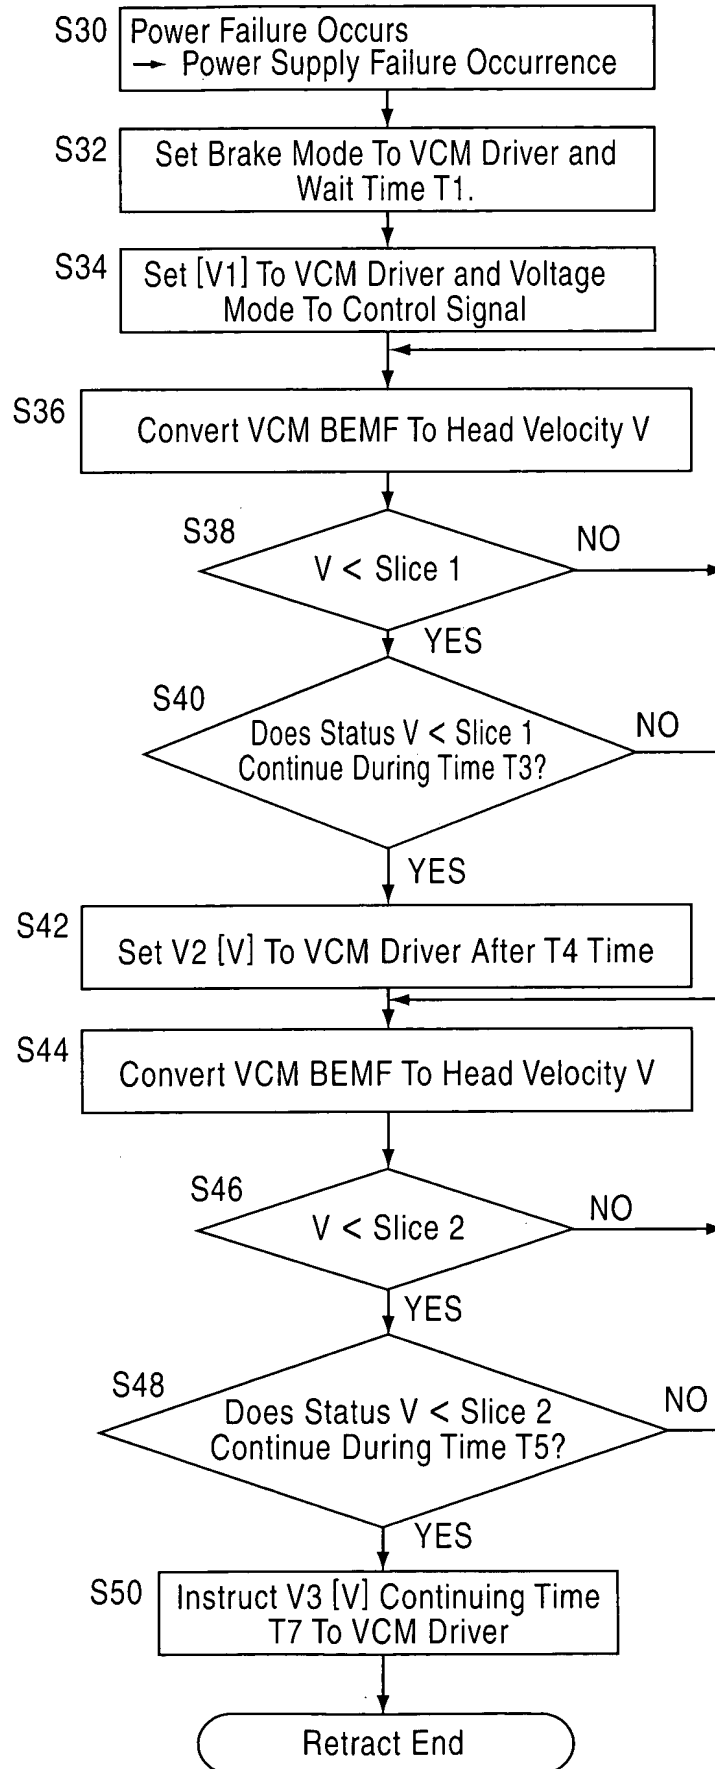 S30
Power Failure Occurs
→ Power Supply Failure Occurrence
S32
Set Brake Mode To VCM Driver and
Wait Time T1.
S34
Set [V1] To VCM Driver and Voltage
Mode To Control Signal
S36
Convert VCM BEMF To Head Velocity V
S38
V < Slice 1
NO
YES
S40
Does Status V < Slice 1
Continue During Time T3?
NO
YES
S42
Set V2 [V] To VCM Driver After T4 Time
S44
Convert VCM BEMF To Head Velocity V
S46
V < Slice 2
NO
YES
S48
Does Status V < Slice 2
Continue During Time T5?
NO
YES
S50
Instruct V3 [V] Continuing Time
T7 To VCM Driver
Retract End